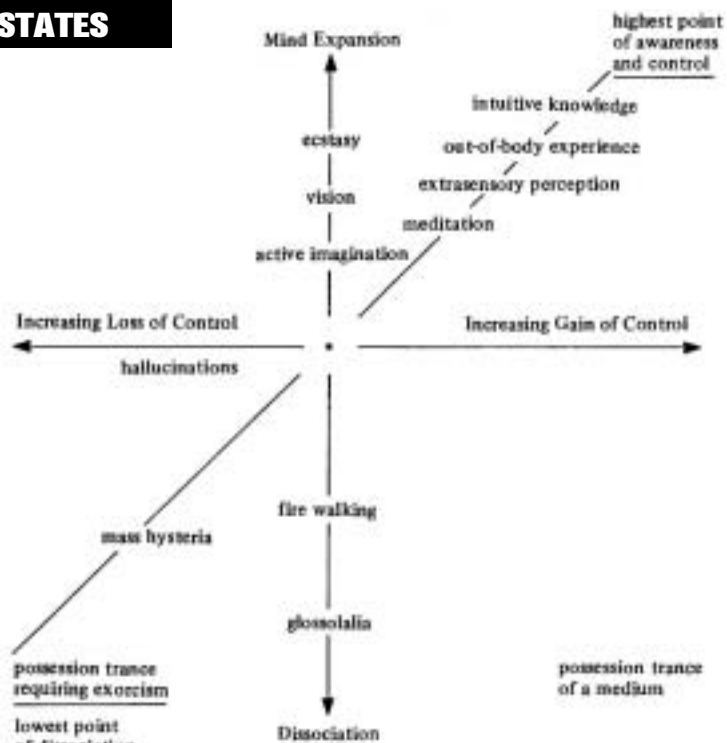 STATES
Mind Expansion
highest point
of awareness
and control
intuitive knowledge
ecstasy
out-of-body experience
extrasensory perception
vision
meditation
active imagination
Increasing Loss of Control
Increasing Gain of Control
hallucinations
fire walking
mass hysteria
glossolalia
possession trance
requiring exorcism
possession trance
of a medium
lowest point
Dissociation